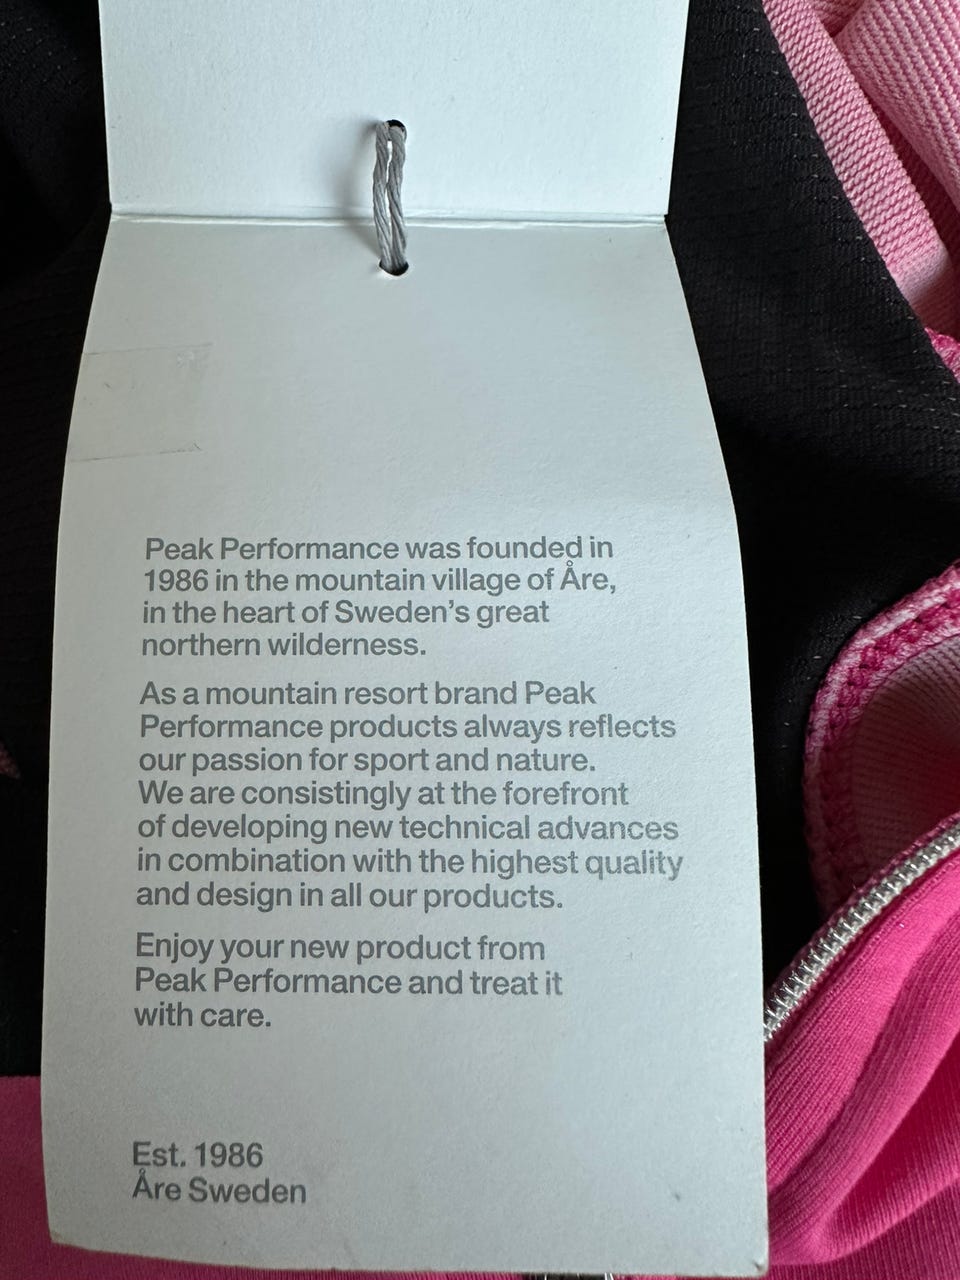 Peak Performance was founded in
1986 in the mountain village of Åre,
in the heart of Sweden's great
northern wilderness.
As a mountain resort brand Peak
Performance products always reflects
our passion for sport and nature.
We are consistingly at the forefront
of developing new technical advances
in combination with the highest quality
and design in all our products.
Enjoy your new product from
Peak Performance and treat it
with care.
Est. 1986
Åre Sweden